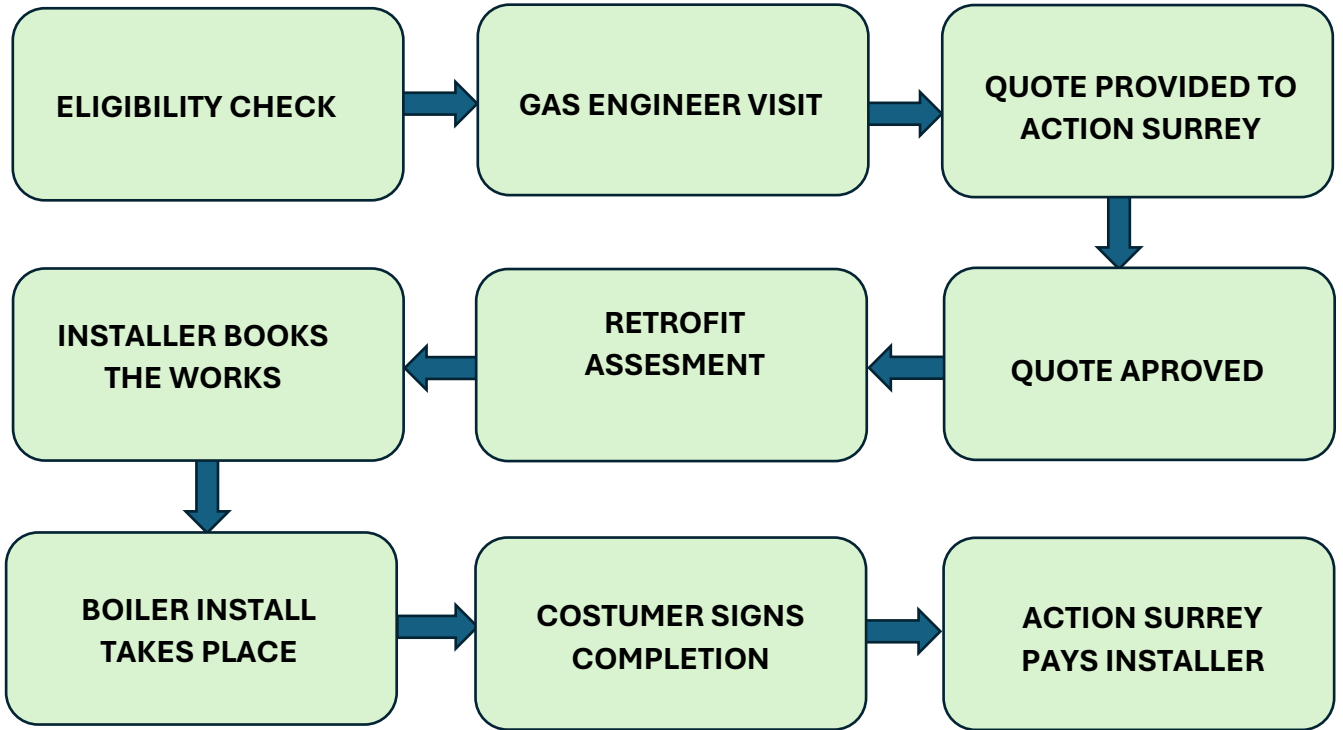 ELIGIBILITY CHECK
GAS ENGINEER VISIT
QUOTE PROVIDED TO
ACTION SURREY
QUOTE APROVED
RETROFIT
ASSESMENT
INSTALLER BOOKS
THE WORKS
BOILER INSTALL
TAKES PLACE
COSTUMER SIGNS
COMPLETION
ACTION SURREY
PAYS INSTALLER